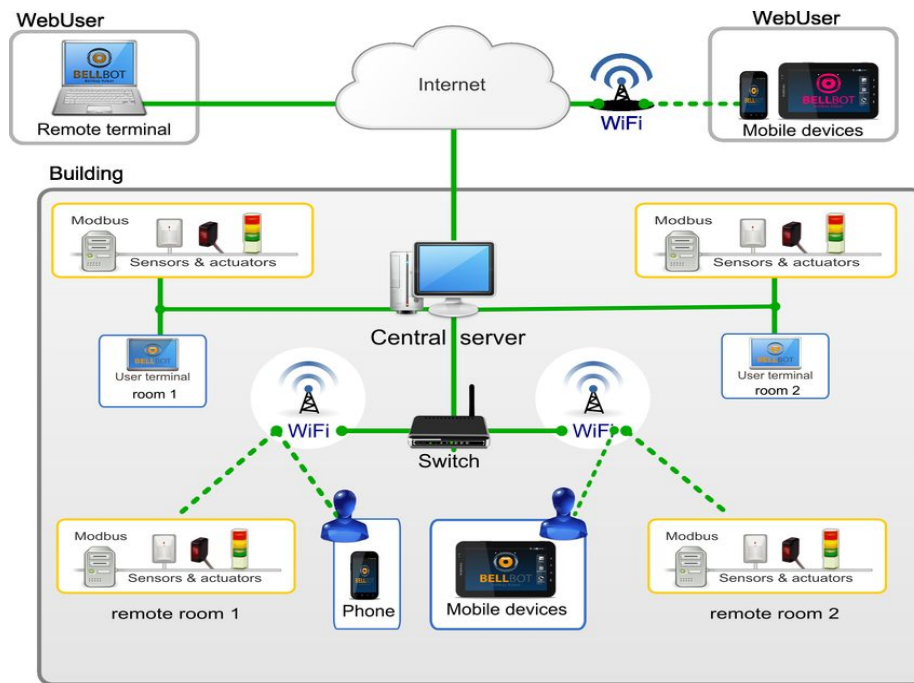 WebUser
WebUser
BELLBOT
Internet
BELLBOT
Remote terminal
WiFi
Mobile devices
Building
Modbus
Modbus
Sensors & actuators
Sensors & actuators
Central server
BELLBOT
User terminal
room 1
BELLBOT
User terminal
room 2
WiFi
WiFi
Switch
Modbus
Modbus
Sensors & actuators
BELLBOT
BELLBOT
Sensors & actuators
Phone
Mobile devices
remote room 1
remote room 2